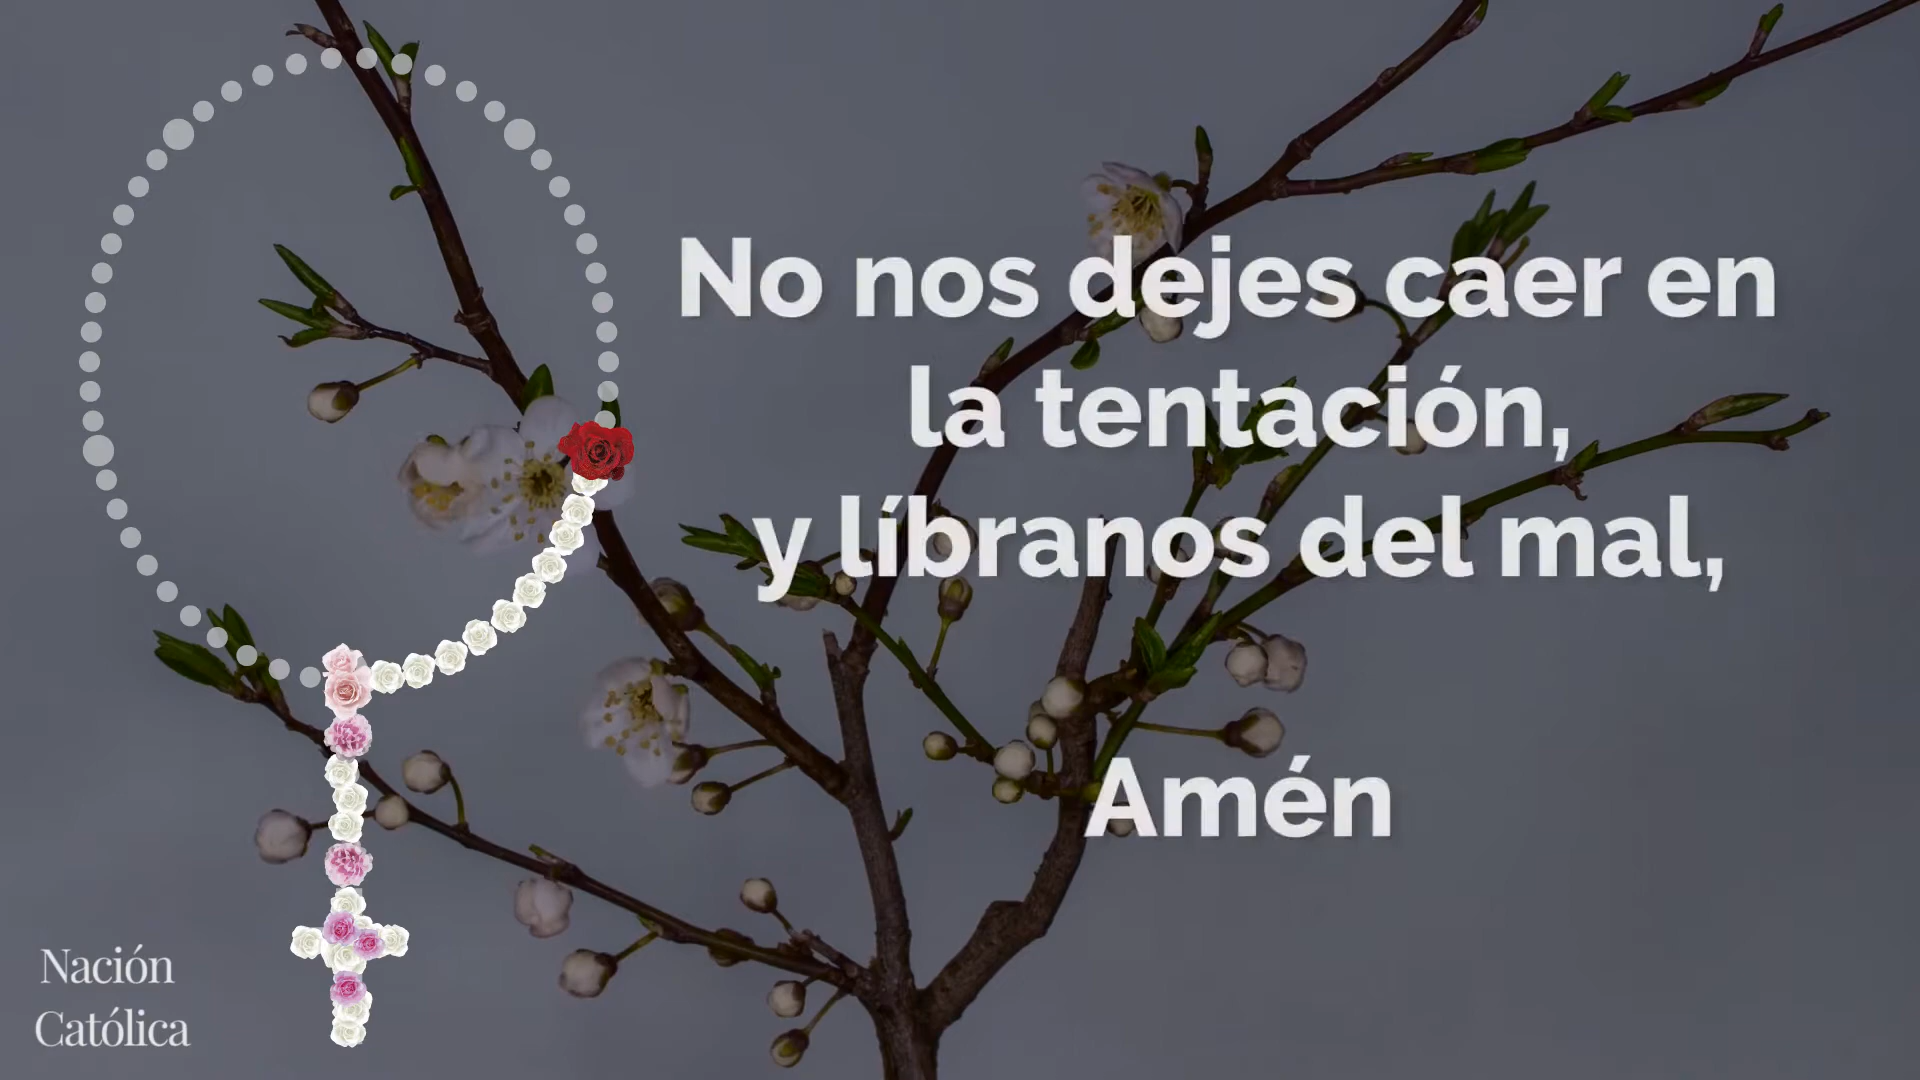 No nos dejes caer en
la tentación,
y líbranos del mal,
Amén
Nación
Católica